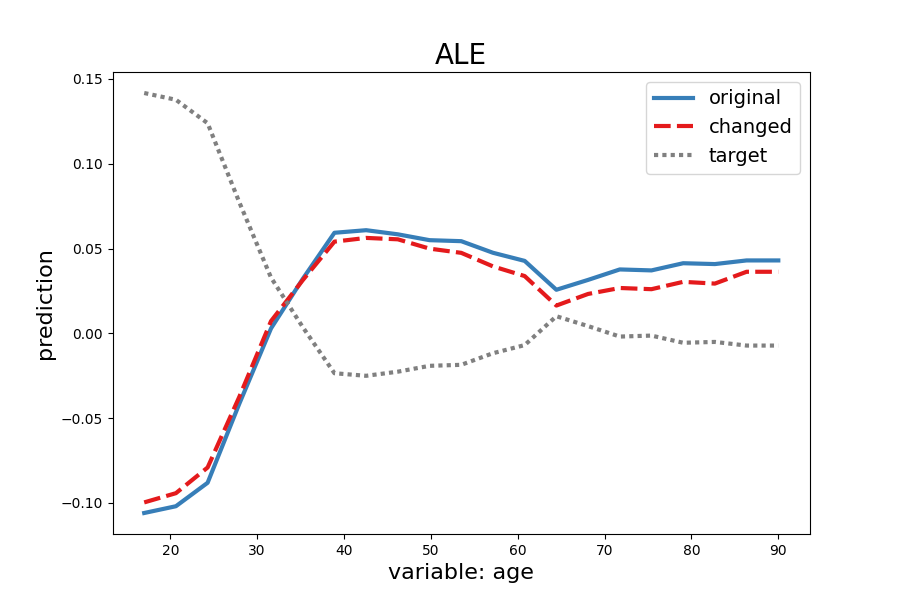 ALE
original
changed
target
prediction
0.15
0.10
0.05
0.00
−0.05
−0.10
20 30 40 50 60 70 80 90
variable: age